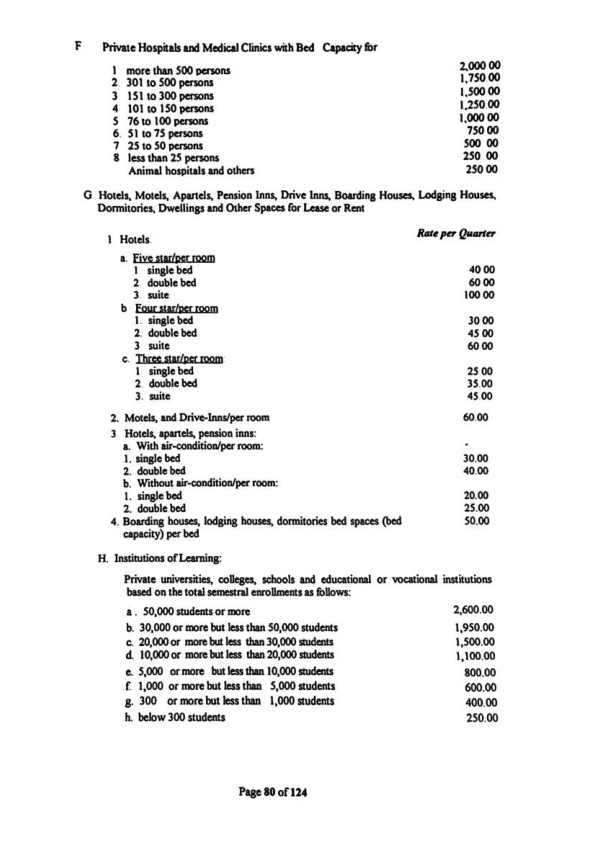 F Private Hospitals and Medical Clinics with Bed Capacity for
1 more than 500 persons 2,000 00
2. 301 to 500 persons 1,750 00
3 151 to 300 persons 1,500 00
4 101 to 150 persons 1,250.00
5 76 to 100 persons 1,000 00
6. 51 to 75 persons 750 00
7 25 to 50 persons 500 00
8 less than 25 persons 250 00
Animal hospitals and others 250 00
G Hotels, Motels, Apartels, Pension Inns, Drive Inns, Boarding Houses, Lodging Houses,
Dormitories, Dwellings and Other Spaces for Lease or Rent
Rate per Quarter
1 Hotels.
a. Five star/per room
1 single bed 40 00
2 double bed 60 00
3. suite 100 00
b Four star/per room
1. single bed 30 00
2. double bed 45 00
3 suite 60 00
c. Three star/per room
1 single bed 25 00
2. double bed 35.00
3. suite 45 00
2. Motels, and Drive-Inns/per room 60.00
3 Hotels, apartels, pension inns:
a. With air-condition/per room:
1. single bed 30.00
2. double bed 40.00
b. Without air-condition/per room:
1. single bed 20.00
2. double bed 25.00
4. Boarding houses, lodging houses, dormitories bed spaces (bed 50.00
capacity) per bed
H. Institutions of Learning:
Private universities, colleges, schools and educational or vocational institutions
based on the total semestral enrollments as follows:
a. 50,000 students or more 2,600.00
b. 30,000 or more but less than 50,000 students 1,950.00
c. 20,000 or more but less than 30,000 students 1,500.00
d. 10,000 or more but less than 20,000 students 1,100.00
e. 5,000 or more but less than 10,000 students 800.00
f. 1,000 or more but less than 5,000 students 600.00
g. 300 or more but less than 1,000 students 400.00
h. below 300 students 250.00
Page 80 of 124